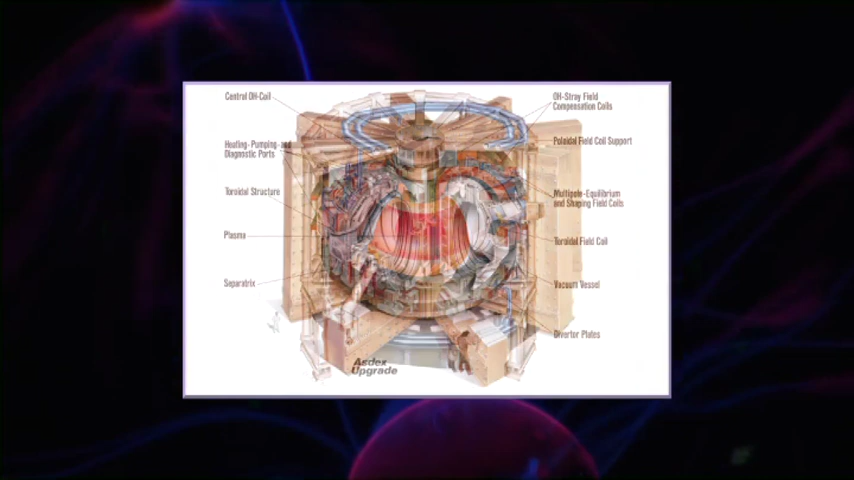 Central OH-Coil
Heating- Pumping- and
Diagnostic Ports
Toroidal Structure
Plasma
Separatrix
OH-Stray Field
Compensation Coils
Poloidal Field Coil Support
Multipole-Equilibrium
and Shaping Field Coils
Toroidal Field Coil
Vacuum Vessel
Divertor Plates
Asdex
Upgrade